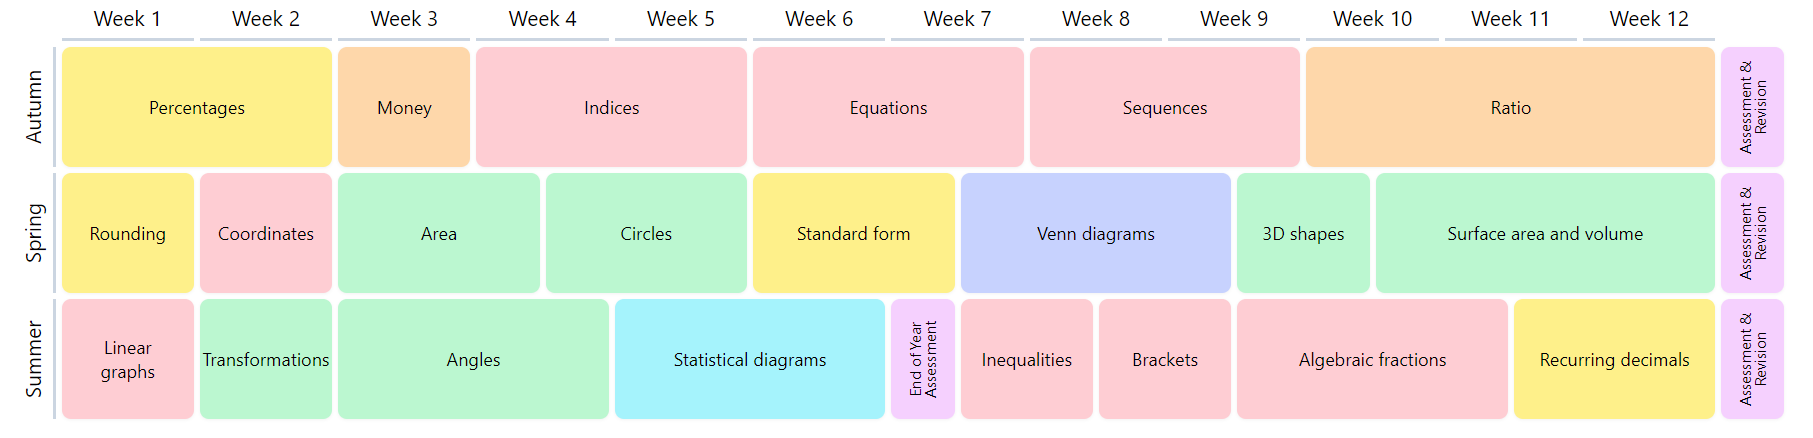 Week 1 Week 2 Week 3 Week 4 Week 5 Week 6 Week 7 Week 8 Week 9 Week 10 Week 11 Week 12
Autumn
Percentages Money Indices Equations Sequences Ratio
Assessment &
Revision
Spring
Rounding Coordinates Area Circles Standard form Venn diagrams 3D shapes Surface area and volume
Assessment &
Revision
Summer
Linear
graphs
Transformations Angles Statistical diagrams
End of Year
Assessment
Inequalities Brackets Algebraic fractions Recurring decimals
Assessment &
Revision